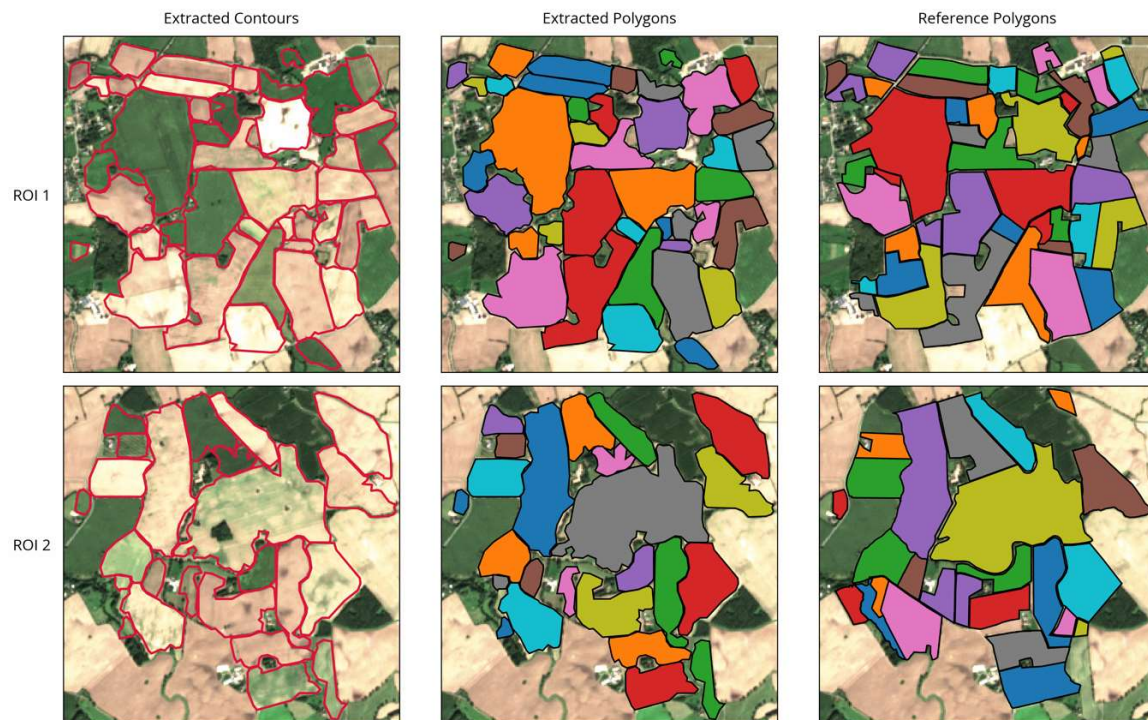 Extracted Contours
Extracted Polygons
Reference Polygons
ROI 1
ROI 2